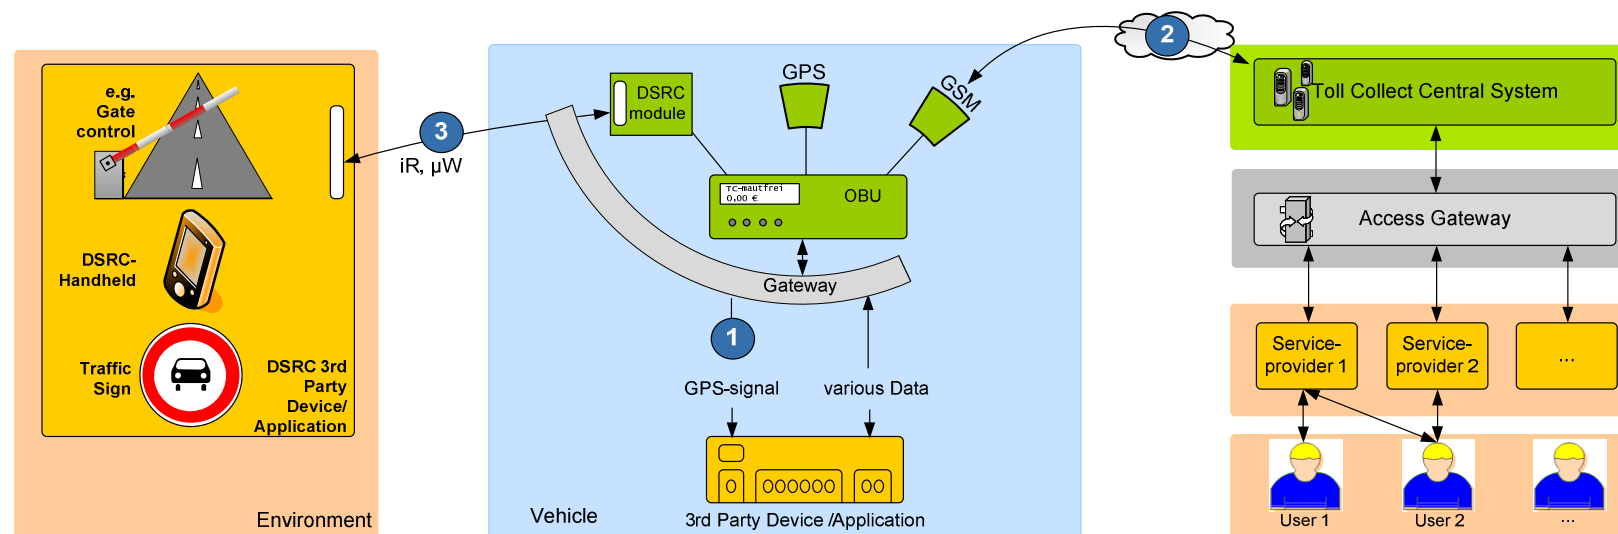 e.g.
Gate
control
DSRC-
Handheld
Traffic
Sign
DSRC 3rd
Party
Device/
Application
Environment
3
iR, µW
DSRC
module
GPS
GSM
TC-mautfrei
0,00 €
OBU
Gateway
1
GPS-signal
various Data
Vehicle
3rd Party Device /Application
2
Toll Collect Central System
Access Gateway
Service-
provider 1
Service-
provider 2
...
User 1
User 2
...